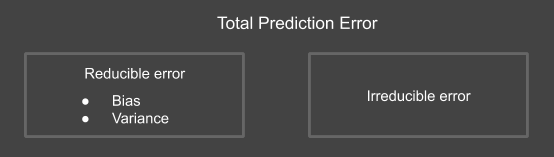 Total Prediction Error
Reducible error
● Bias
● Variance
Irreducible error